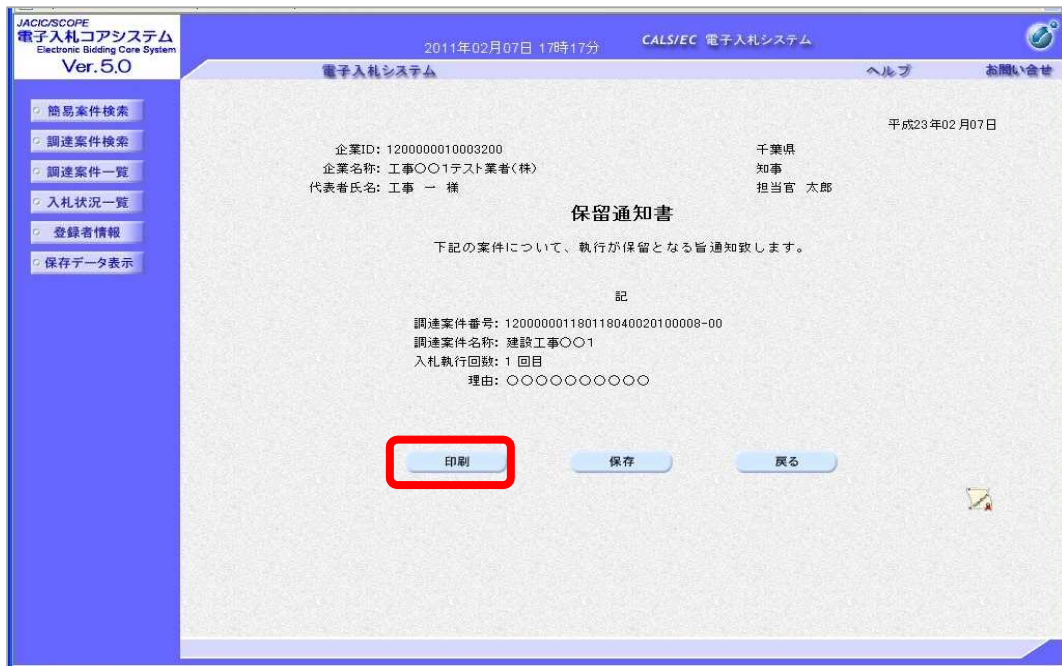 JACIC/SCOPE
電子入札コアシステム
Electronic Bidding Core System
Ver.5.0
2011年02月07日 17時17分
CALS/EC 電子入札システム
電子入札システム
ヘルプ
お問い合せ
簡易案件検索
調達案件検索
調達案件一覧
入札状況一覧
登録者情報
保存データ表示
平成23年02月07日
企業ID: 1200000010003200
千葉県
企業名称: 工事〇〇1テスト業者(株)
知事
代表者氏名: 工事 一 様
担当官 太郎
保留通知書
下記の案件について、執行が保留となる旨通知致します。
記
調達案件番号: 120000001180118040020100008-00
調達案件名称: 建設工事〇〇1
入札執行回数: 1 回目
理由: 〇〇〇〇〇〇〇〇〇〇
印刷
保存
戻る